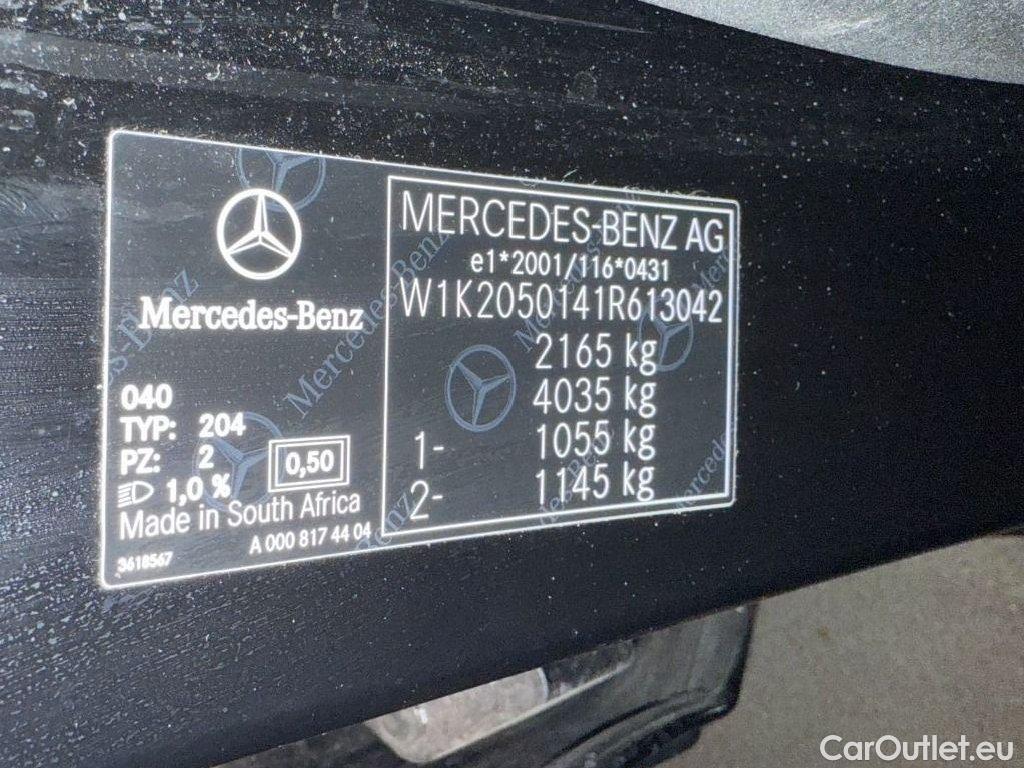 Mercedes-Benz
040
TYP: 204
PZ: 2
1,0 %
0,50
Made in South Africa
3618567
A 000 817 44 04
MERCEDES-BENZ AG
e1*2001/116*0431
W1K2050141R613042
2165 kg
4035 kg
1- 1055 kg
2- 1145 kg
CarOutlet.eu